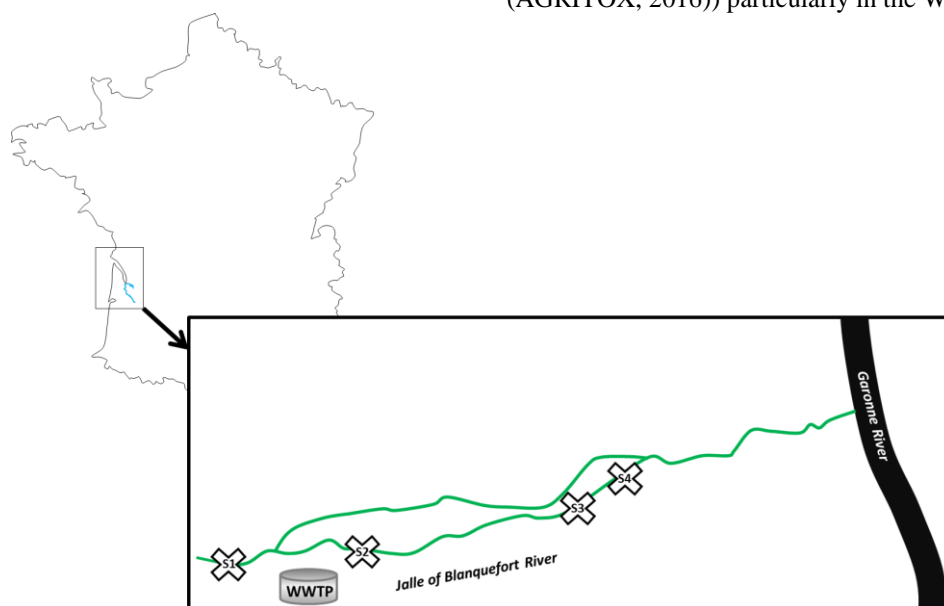 (AGRITOX, 2016)) particularly in the W
Garonne River
S4
S3
S2
S1
Jalle of Blanquefort River
WWTP